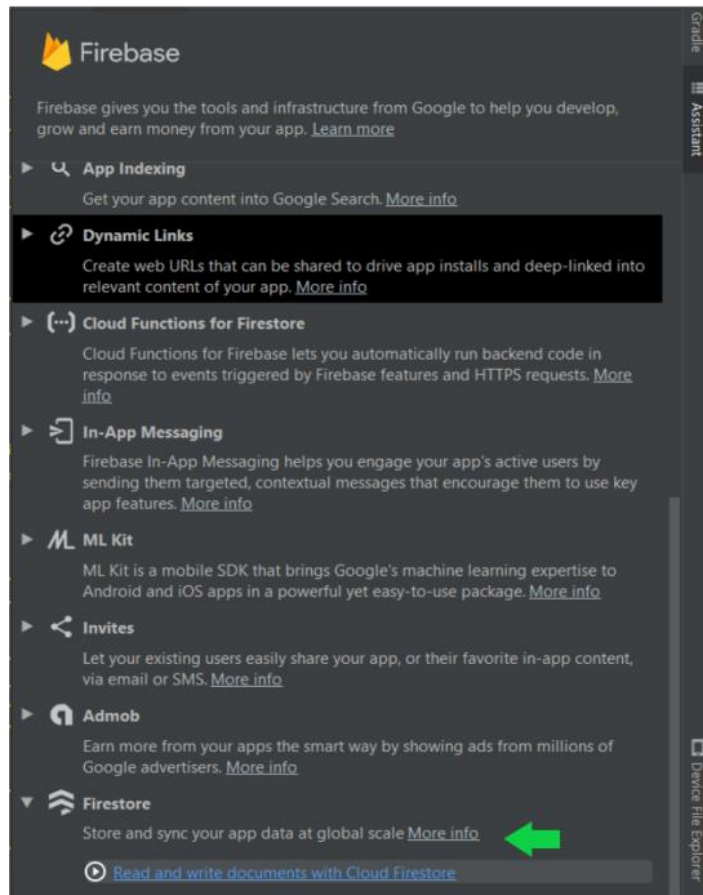 Firebase
Firebase gives you the tools and infrastructure from Google to help you develop,
grow and earn money from your app. Learn more
App Indexing
Get your app content into Google Search. More info
Dynamic Links
Create web URLs that can be shared to drive app installs and deep-linked into
relevant content of your app. More info
Cloud Functions for Firestore
Cloud Functions for Firebase lets you automatically run backend code in
response to events triggered by Firebase features and HTTPS requests. More
info
In-App Messaging
Firebase In-App Messaging helps you engage your app's active users by
sending them targeted, contextual messages that encourage them to use key
app features. More info
ML Kit
ML Kit is a mobile SDK that brings Google's machine learning expertise to
Android and iOS apps in a powerful yet easy-to-use package. More info
Invites
Let your existing users easily share your app, or their favorite in-app content,
via email or SMS. More info
Admob
Earn more from your apps the smart way by showing ads from millions of
Google advertisers. More info
Firestore
Store and sync your app data at global scale More info
Read and write documents with Cloud Firestore
Gradle
Assistant
Device File Explorer